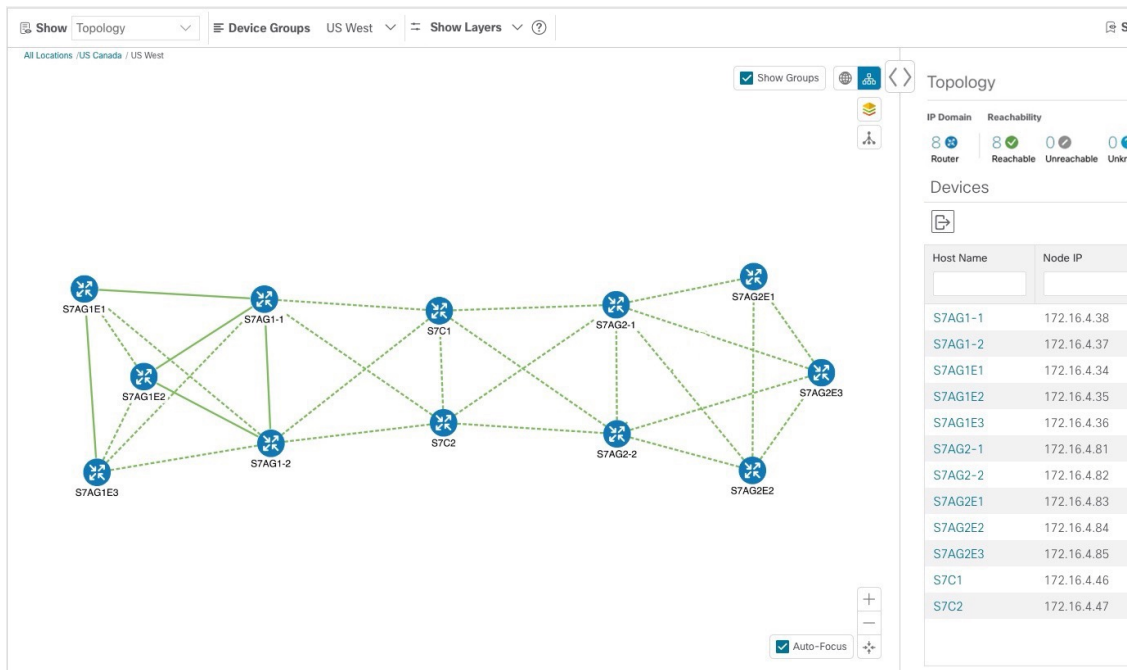 Show Topology Device Groups US West Show Layers ?
All Locations /US Canada / US West
Show Groups
Topology
IP Domain Reachability
8 8 0 0
Router Reachable Unreachable
Devices
Host Name Node IP
S7AG1-1 172.16.4.38
S7AG1-2 172.16.4.37
S7AG1E1 172.16.4.34
S7AG1E2 172.16.4.35
S7AG1E3 172.16.4.36
S7AG2-1 172.16.4.81
S7AG2-2 172.16.4.82
S7AG2E1 172.16.4.83
S7AG2E2 172.16.4.84
S7AG2E3 172.16.4.85
S7C1 172.16.4.46
S7C2 172.16.4.47
S7AG1E1
S7AG1-1
S7C1
S7AG2-1
S7AG2E1
S7AG1E2
S7AG2E3
S7AG1E3
S7AG1-2
S7C2
S7AG2-2
S7AG2E2
Auto-Focus